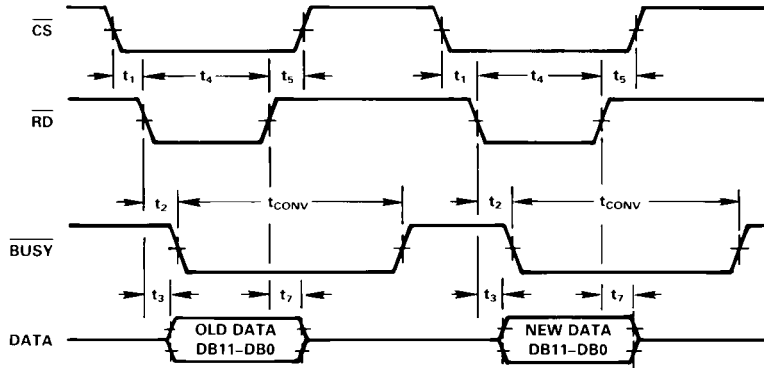 CS
t1 t4 t5 t1 t4 t5
RD
t2 tCONV t2 tCONV
BUSY
t3 t7 t3 t7
DATA
OLD DATA
DB11–DB0
NEW DATA
DB11–DB0